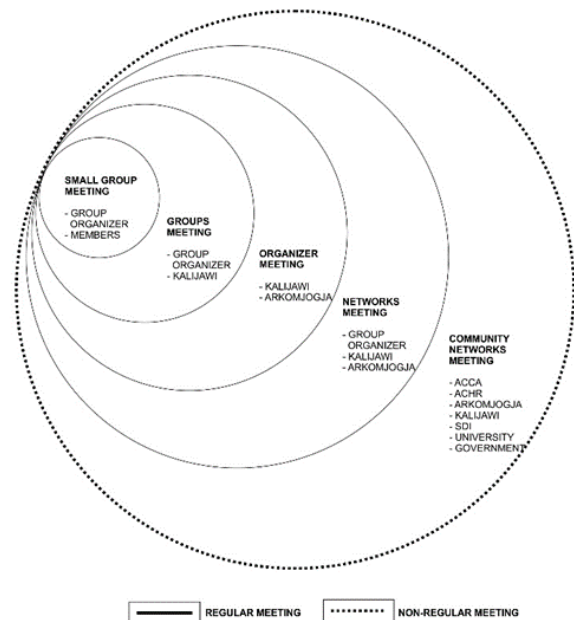 SMALL GROUP
MEETING
- GROUP
ORGANIZER
- MEMBERS
GROUPS
MEETING
- GROUP
ORGANIZER
- KALIJAWI
ORGANIZER
MEETING
- KALIJAWI
- ARKOMJOGJA
NETWORKS
MEETING
- GROUP
ORGANIZER
- KALIJAWI
- ARKOMJOGJA
COMMUNITY
NETWORKS
MEETING
- ACCA
- ACHR
- ARKOMJOGJA
- KALIJAWI
- SDI
- UNIVERSITY
- GOVERNMENT
REGULAR MEETING
NON-REGULAR MEETING